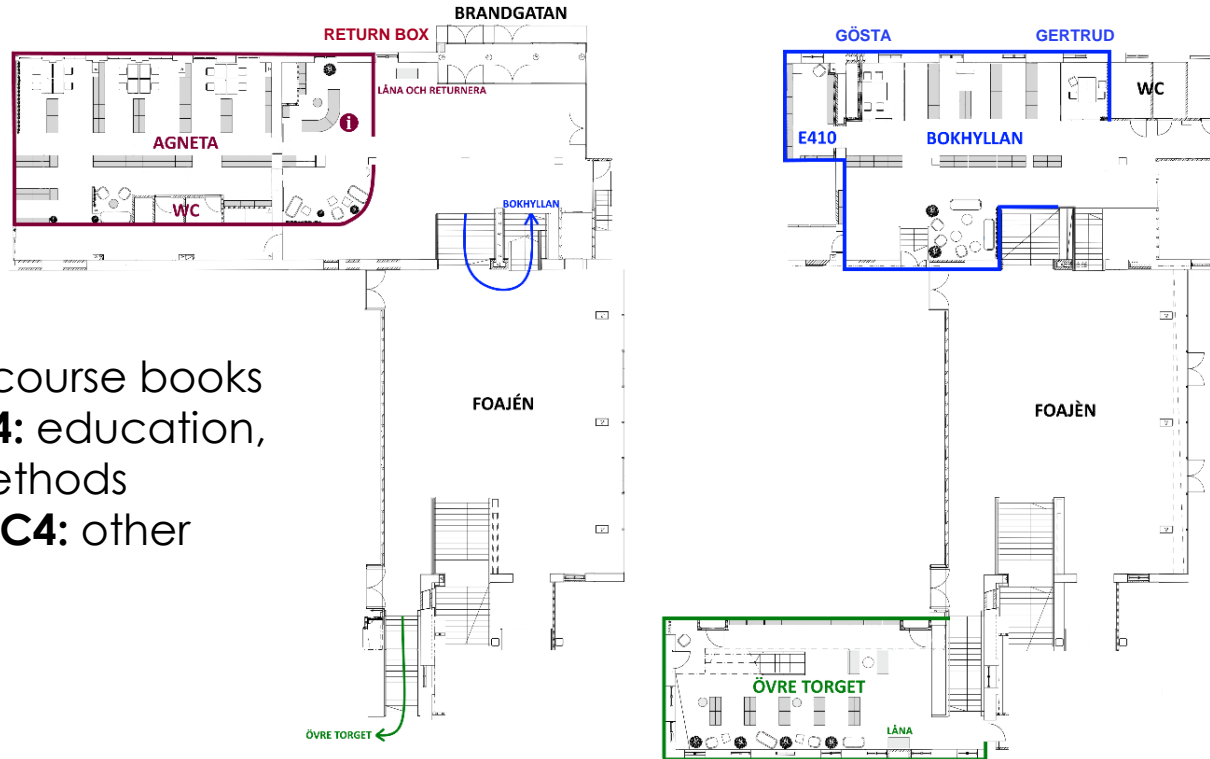 BRANDGATAN
RETURN BOX
LÅNA OCH RETURNERA
AGNETA
i
WC
BOKHYLLAN
FOAJÉN
ÖVRE TORGET
GÖSTA
GERTRUD
WC
E410
BOKHYLLAN
FOAJÈN
ÖVRE TORGET
LÅNA
course books
4: education,
ethods
C4: other